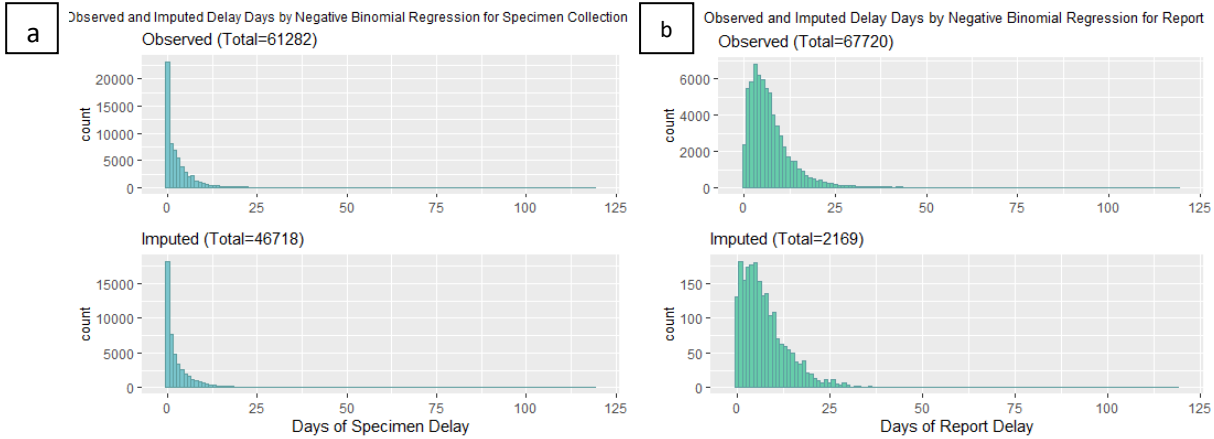 a
Observed and Imputed Delay Days by Negative Binomial Regression for Specimen Collection
Observed (Total=61282)
count
20000
15000
10000
5000
0
0 25 50 75 100 125
Imputed (Total=46718)
count
15000
10000
5000
0
0 25 50 75 100 125
Days of Specimen Delay
b
Observed and Imputed Delay Days by Negative Binomial Regression for Report
Observed (Total=67720)
count
6000
4000
2000
0
0 25 50 75 100 125
Imputed (Total=2169)
count
150
100
50
0
0 25 50 75 100 125
Days of Report Delay